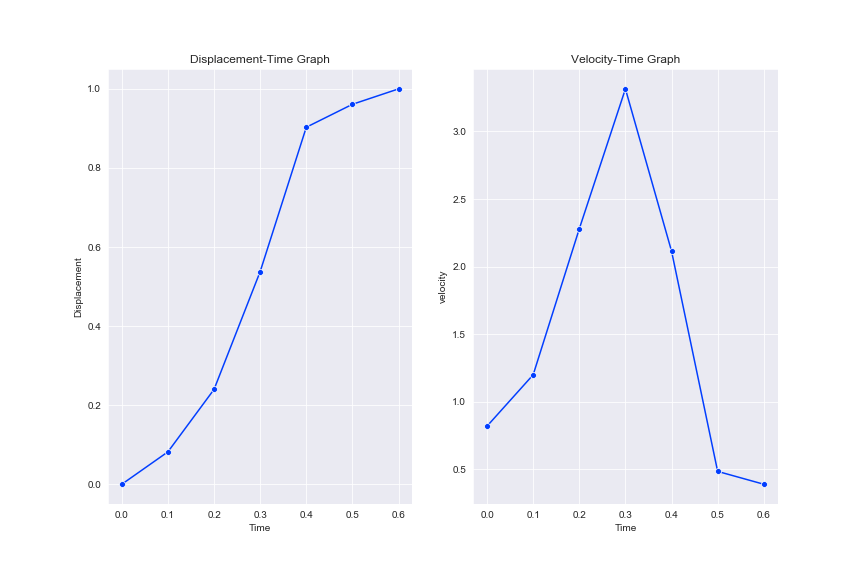 Displacement-Time Graph
1.0
0.8
0.6
0.4
0.2
0.0
Displacement
0.0 0.1 0.2 0.3 0.4 0.5 0.6
Time
Velocity-Time Graph
3.0
2.5
2.0
1.5
1.0
0.5
velocity
0.0 0.1 0.2 0.3 0.4 0.5 0.6
Time